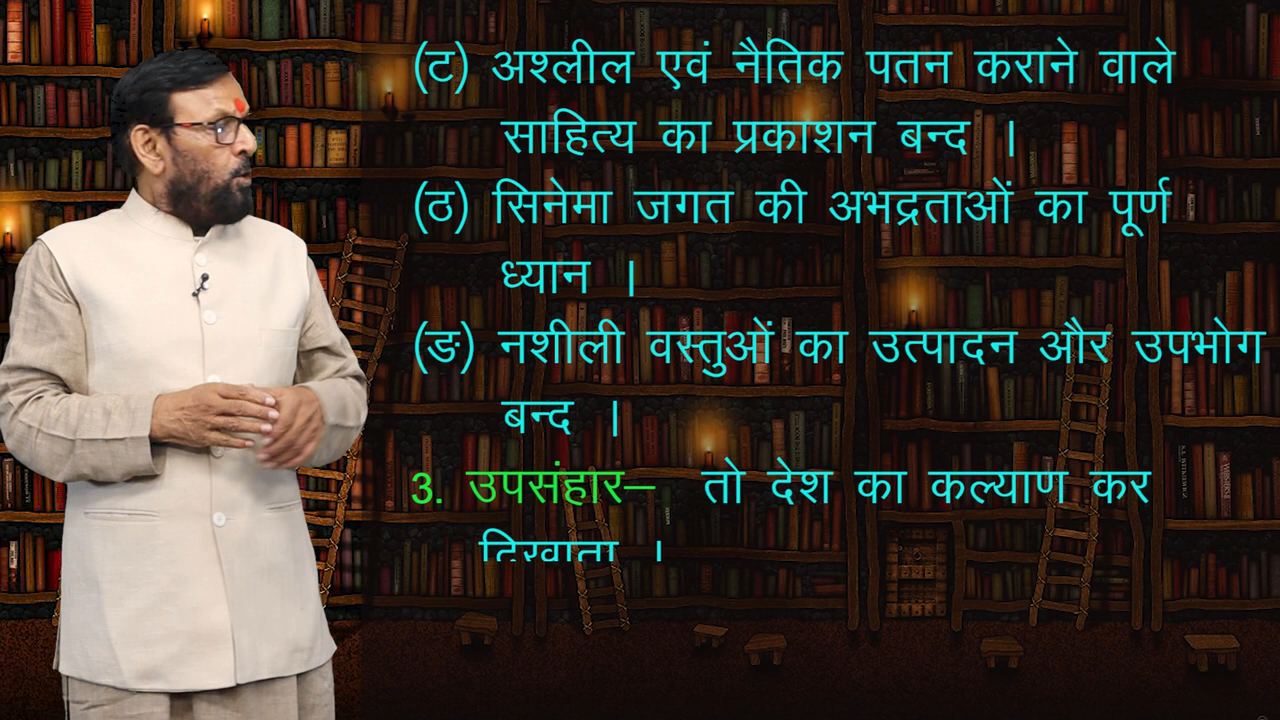 (ट) अश्लील एवं नैतिक पतन कराने वाले
साहित्य का प्रकाशन बन्द ।
(ठ) सिनेमा जगत की अभद्रताओं का पूर्ण
ध्यान ।
(ङ) नशीली वस्तुओं का उत्पादन और उपभोग
बन्द ।
3. उपसंहार– तो देश का कल्याण कर
दिखाता ।